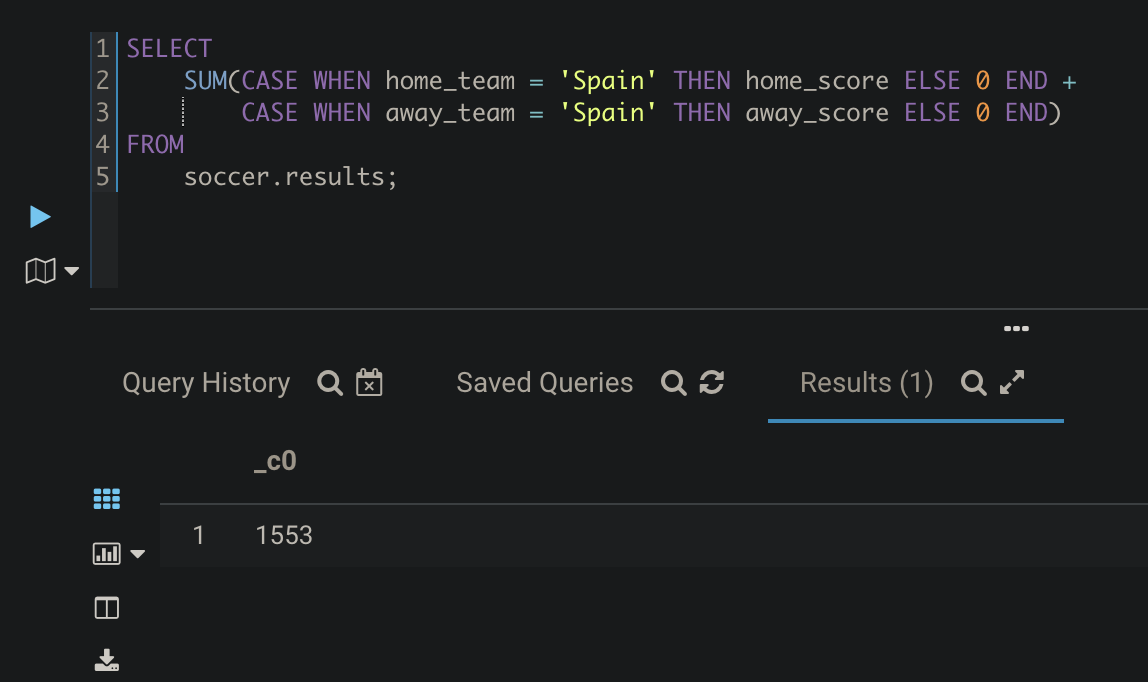 1 SELECT
2 SUM(CASE WHEN home_team = 'Spain' THEN home_score ELSE 0 END +
3 CASE WHEN away_team = 'Spain' THEN away_score ELSE 0 END)
4 FROM
5 soccer.results;
Query History Saved Queries Results (1)
_c0
1 1553